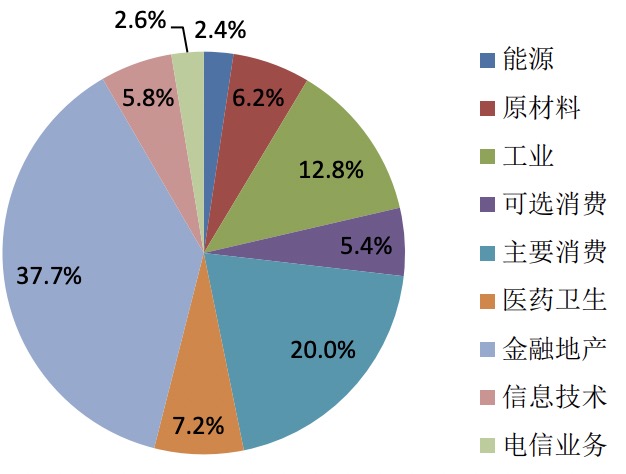 2.6%
2.4%
5.8%
6.2%
12.8%
5.4%
37.7%
20.0%
7.2%
能源
原材料
工业
可选消费
主要消费
医药卫生
金融地产
信息技术
电信业务